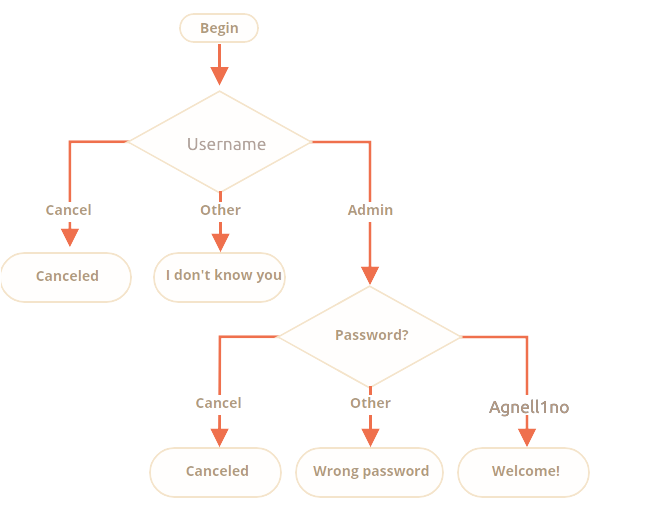 Begin
Username
Cancel
Other
Admin
Canceled
I don't know you
Password?
Cancel
Other
Agnell1no
Canceled
Wrong password
Welcome!